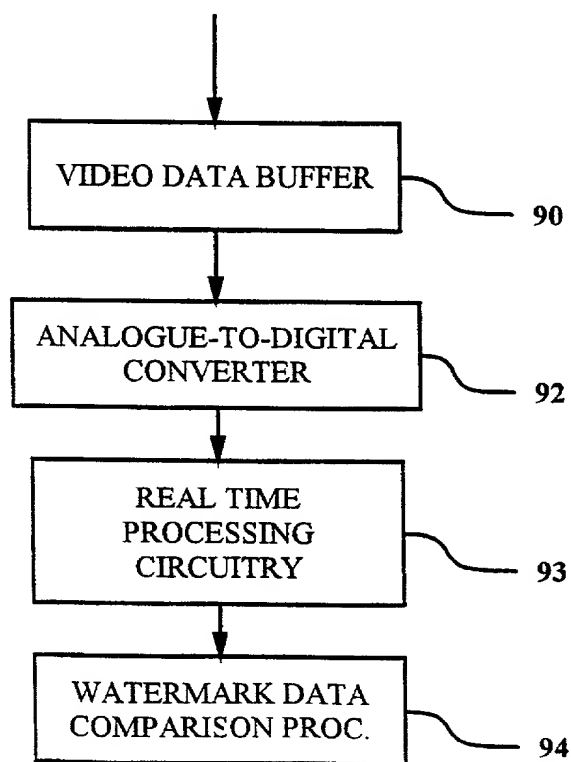 VIDEO DATA BUFFER
90
ANALOGUE-TO-DIGITAL
CONVERTER
92
REAL TIME
PROCESSING
CIRCUITRY
93
WATERMARK DATA
COMPARISON PROC.
94